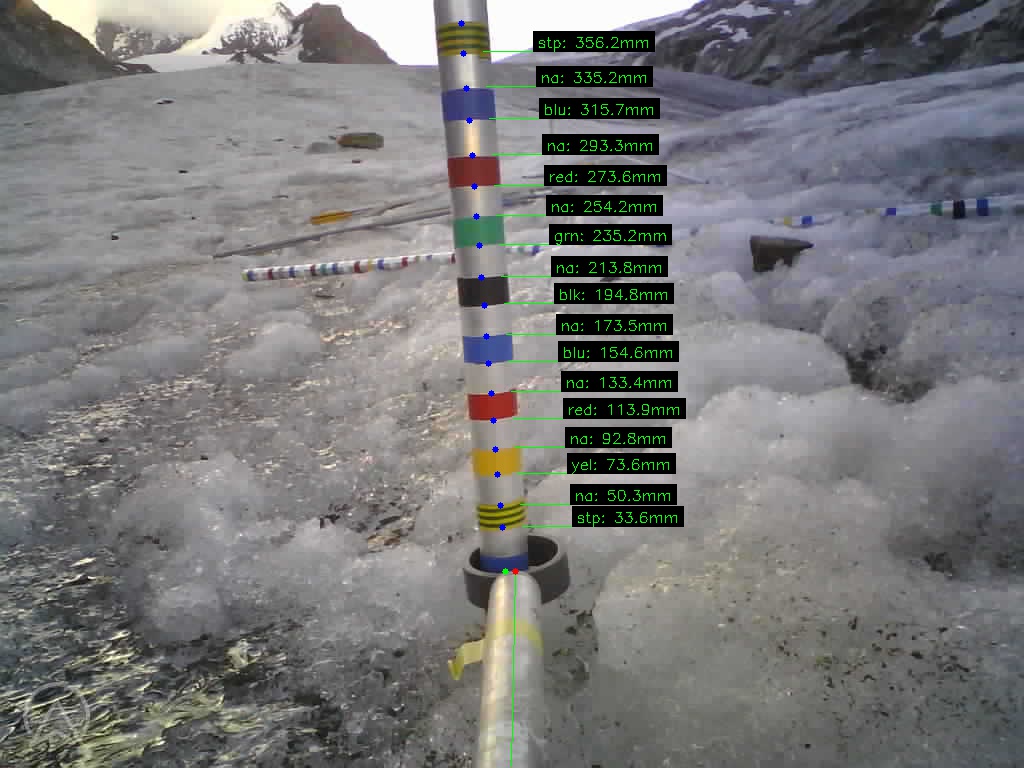 stp: 356.2mm
na: 335.2mm
blu: 315.7mm
na: 293.3mm
red: 273.6mm
na: 254.2mm
grn: 235.2mm
na: 213.8mm
blk: 194.8mm
na: 173.5mm
blu: 154.6mm
na: 133.4mm
red: 113.9mm
na: 92.8mm
yel: 73.6mm
na: 50.3mm
stp: 33.6mm